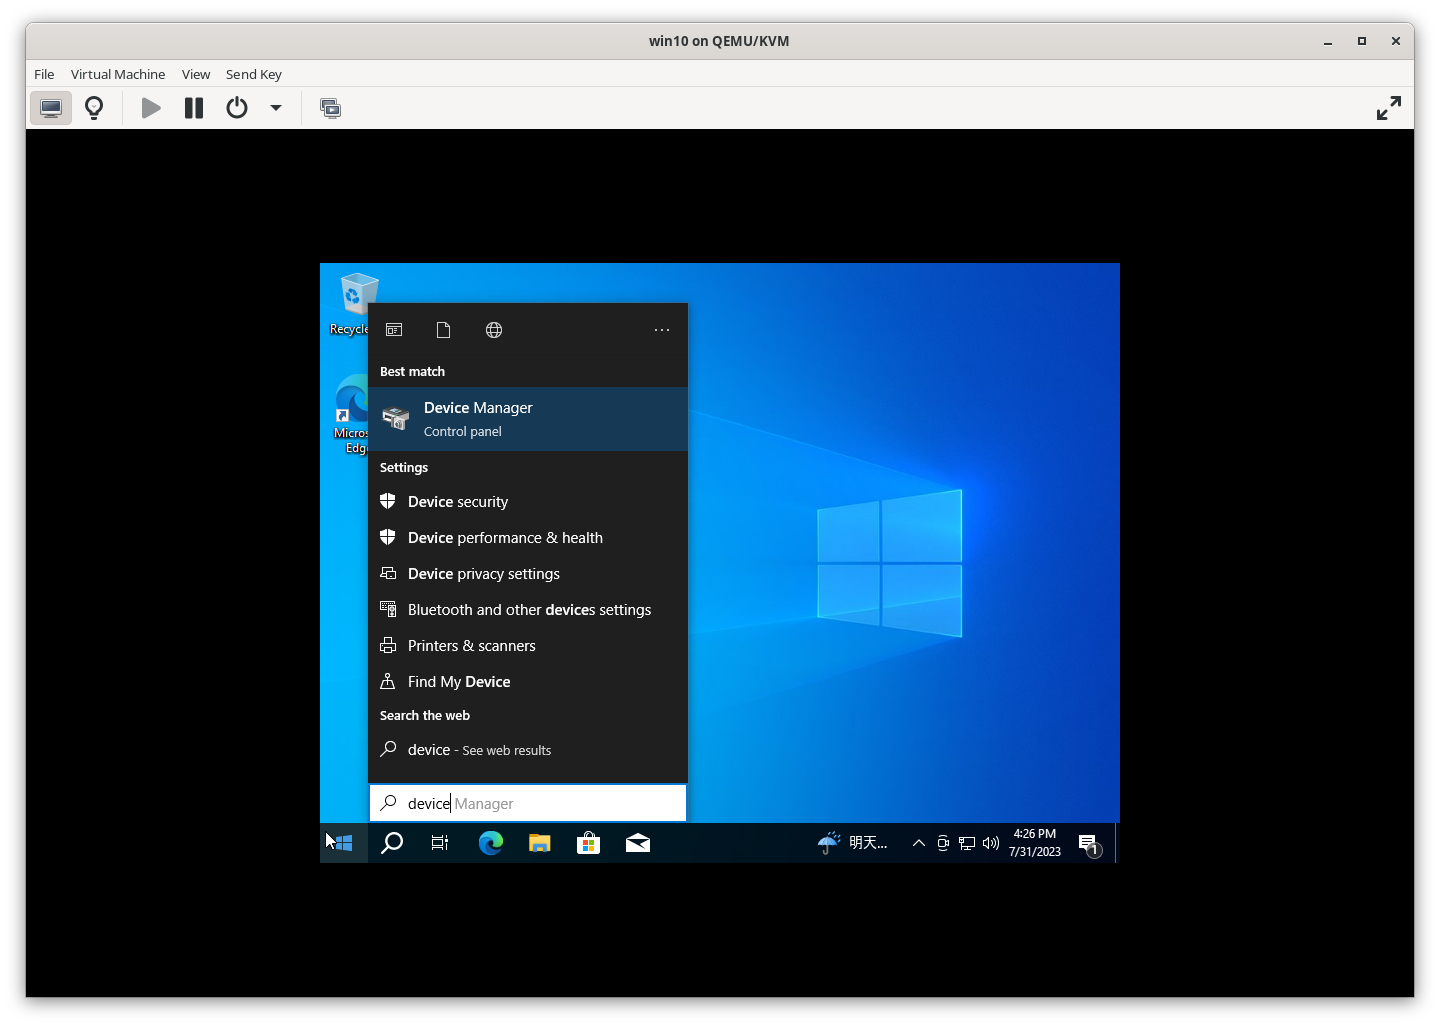 win10 on QEMU/KVM
File Virtual Machine View Send Key
Recycle
Micros
Edg
Best match
Device Manager
Control panel
Settings
Device security
Device performance & health
Device privacy settings
Bluetooth and other devices settings
Printers & scanners
Find My Device
Search the web
device - See web results
device Manager
明天...
4:26 PM
7/31/2023
1